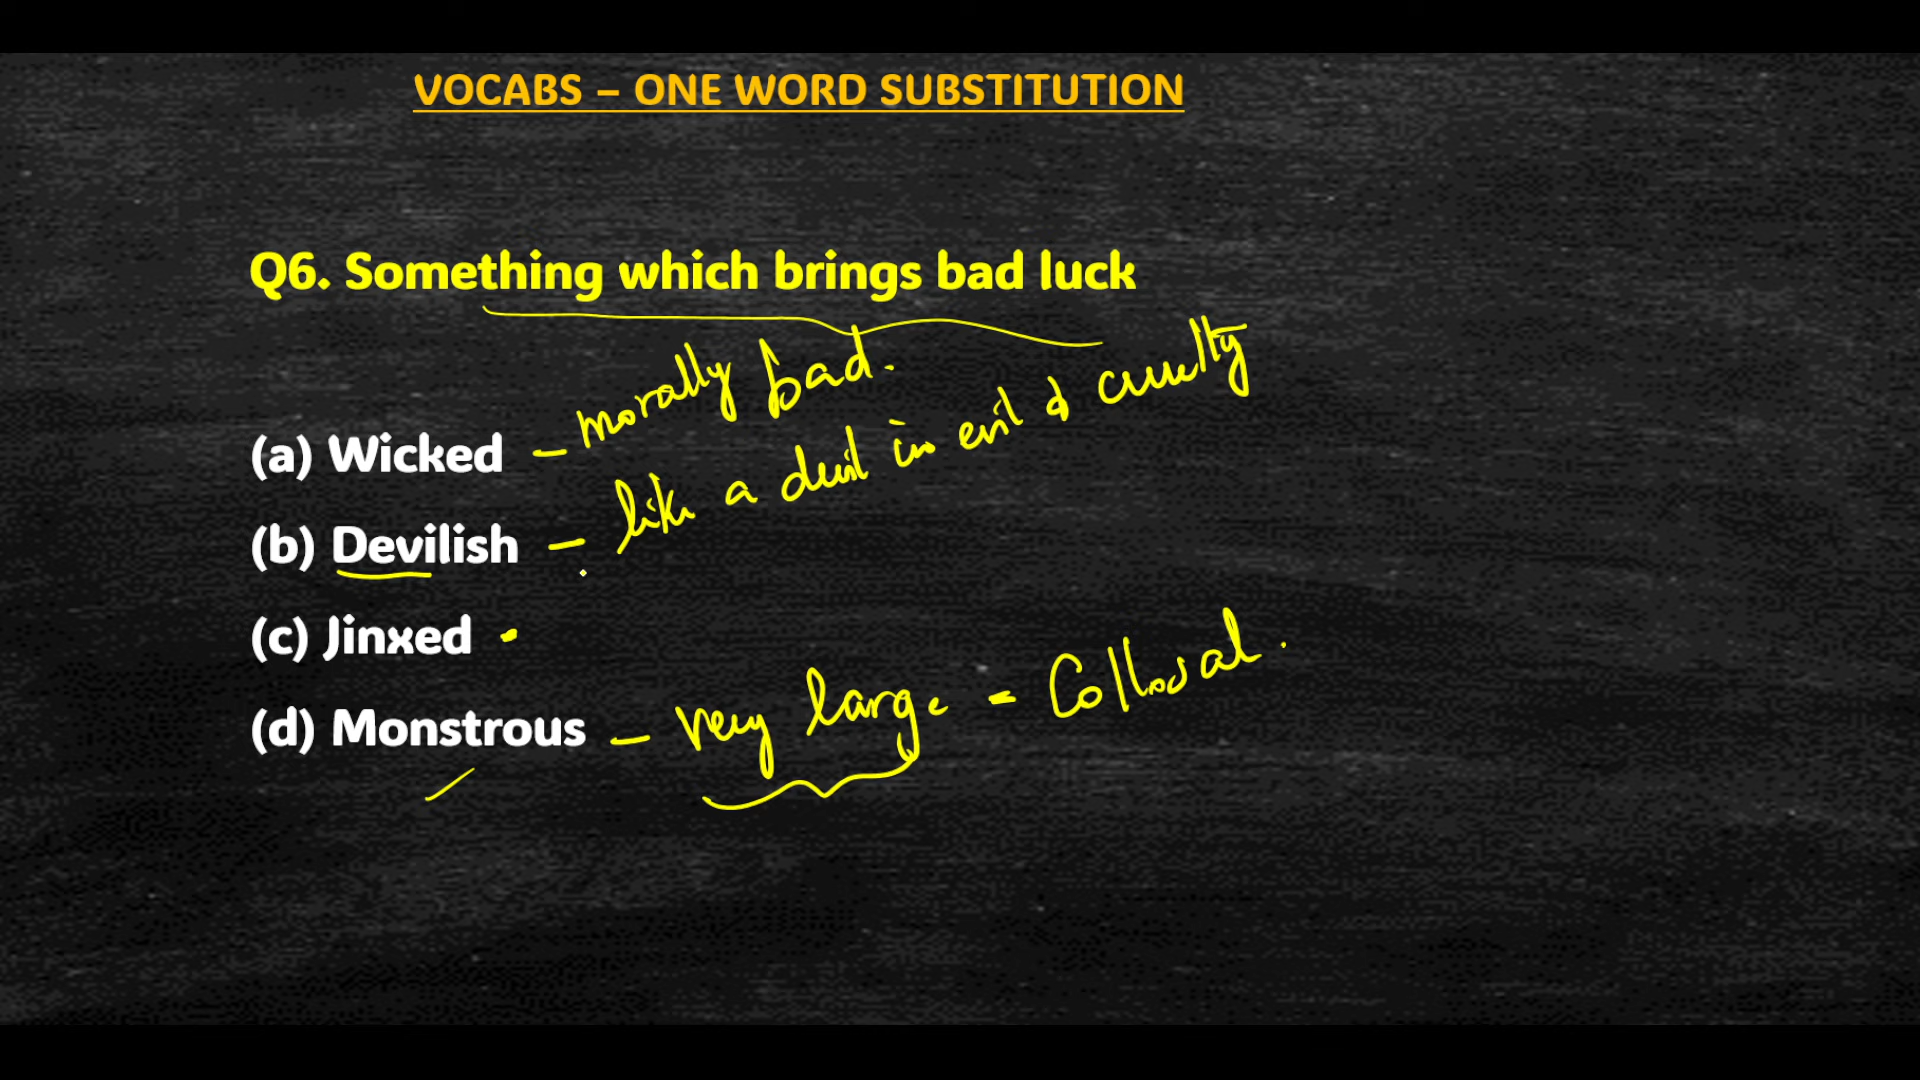 VOCABS – ONE WORD SUBSTITUTION
Q6. Something which brings bad luck
(a) Wicked – morally bad.
(b) Devilish – like a devil in evil & cruelty
(c) Jinxed -
(d) Monstrous – very large = Collosal.